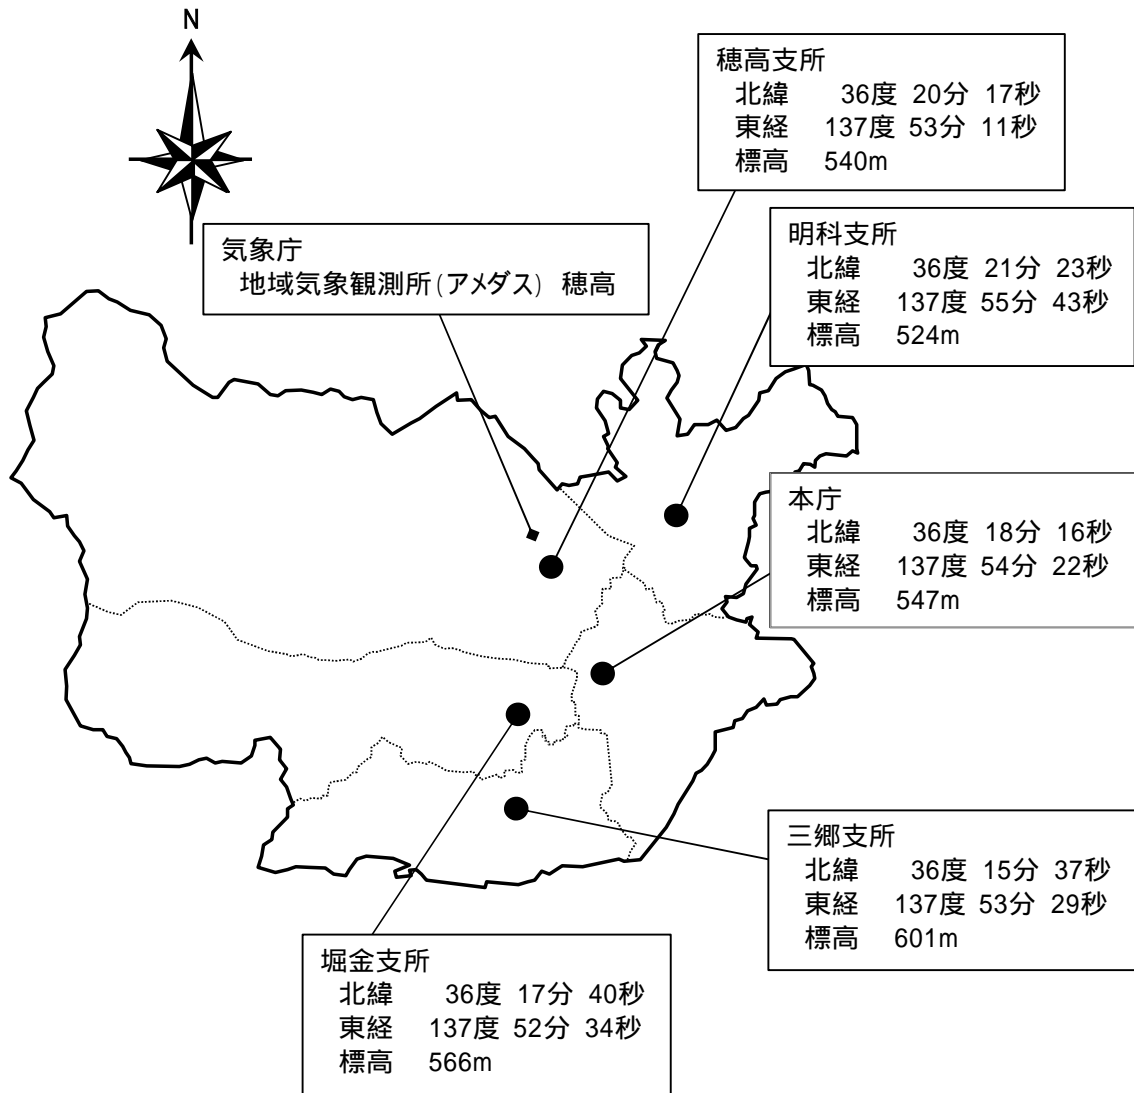 N
穂高支所
北緯 36度 20分 17秒
東経 137度 53分 11秒
標高 540m
明科支所
北緯 36度 21分 23秒
東経 137度 55分 43秒
標高 524m
気象庁
地域気象観測所(アメダス) 穂高
本庁
北緯 36度 18分 16秒
東経 137度 54分 22秒
標高 547m
三郷支所
北緯 36度 15分 37秒
東経 137度 53分 29秒
標高 601m
堀金支所
北緯 36度 17分 40秒
東経 137度 52分 34秒
標高 566m